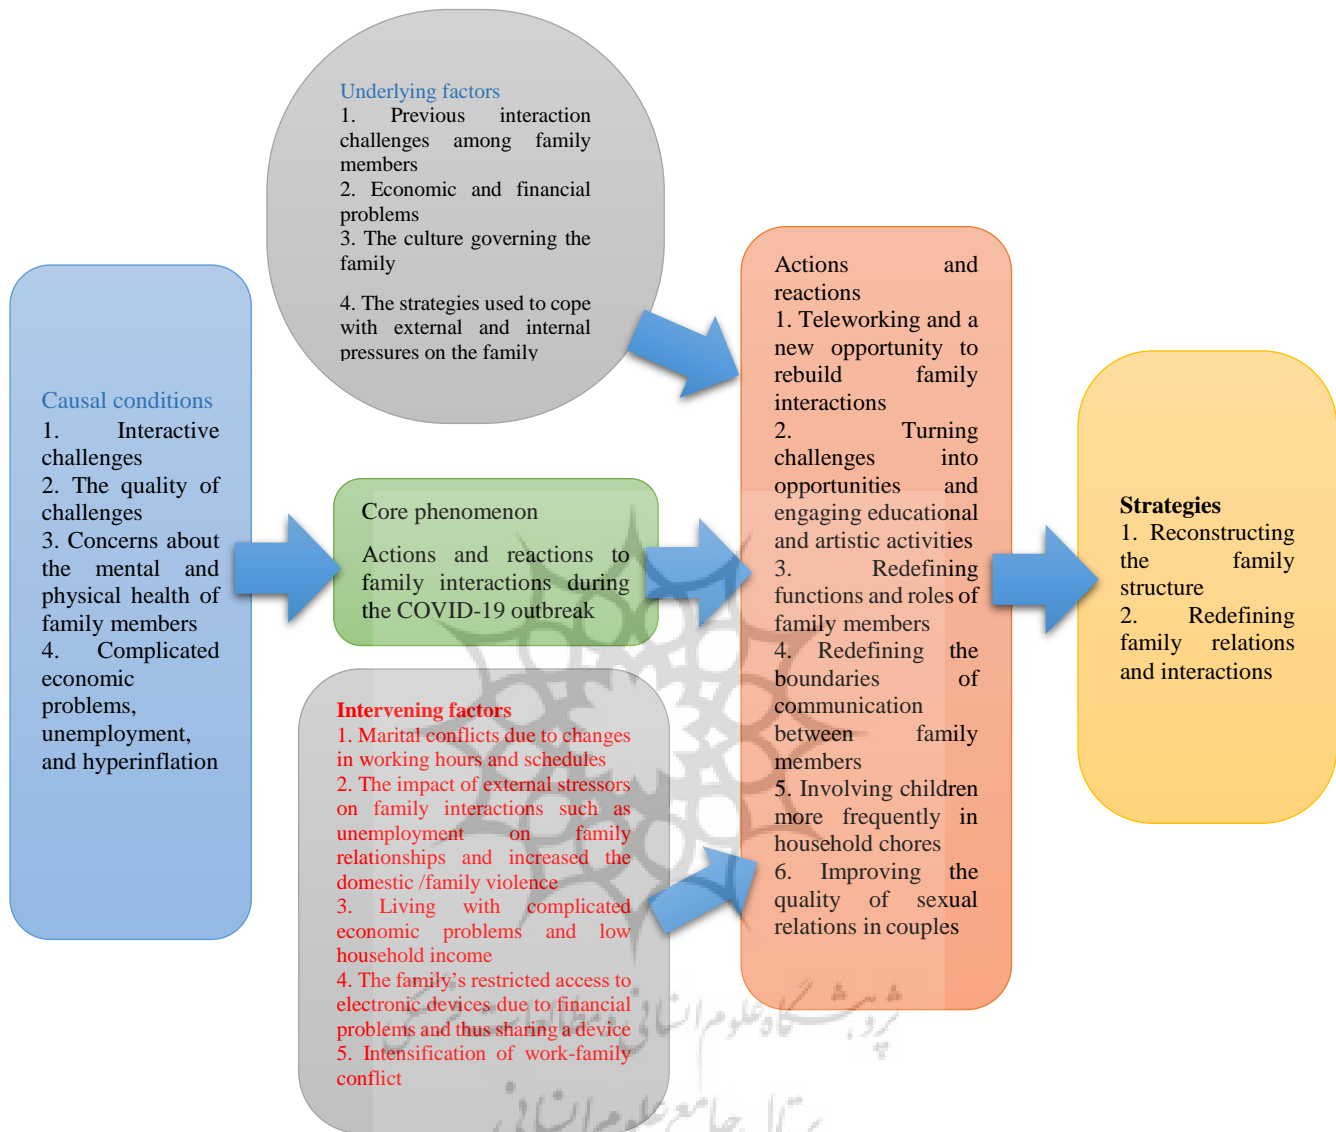 Underlying factors
1. Previous interaction
challenges among family
members
2. Economic and financial
problems
3. The culture governing the
family
4. The strategies used to cope
with external and internal
pressures on the family
Causal conditions
1. Interactive
challenges
2. The quality of
challenges
3. Concerns about
the mental and
physical health of
family members
4. Complicated
economic
problems,
unemployment,
and hyperinflation
Core phenomenon
Actions and reactions to
family interactions during
the COVID-19 outbreak
Intervening factors
1. Marital conflicts due to changes
in working hours and schedules
2. The impact of external stressors
on family interactions such as
unemployment on family
relationships and increased the
domestic /family violence
3. Living with complicated
economic problems and low
household income
4. The family’s restricted access to
electronic devices due to financial
problems and thus sharing a device
5. Intensification of work-family
conflict
Actions and
reactions
1. Teleworking and a
new opportunity to
rebuild family
interactions
2. Turning
challenges into
opportunities and
engaging educational
and artistic activities
3. Redefining
functions and roles of
family members
4. Redefining the
boundaries of
communication
between family
members
5. Involving children
more frequently in
household chores
6. Improving the
quality of sexual
relations in couples
Strategies
1. Reconstructing
the family
structure
2. Redefining
family relations
and interactions
پژوهشگاه علوم انسانی و مطالعات فرهنگی
پرتال جامع علوم انسانی